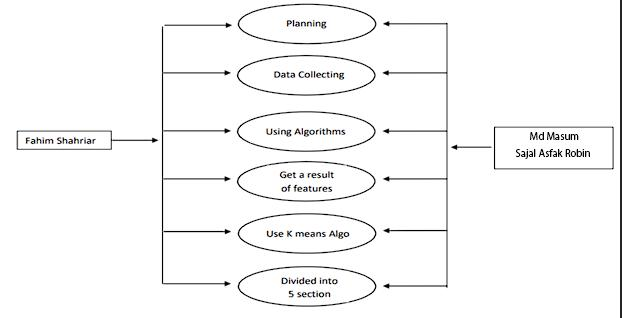 Planning
Data Collecting
Using Algorithms
Fahim Shahriar
Md Masum
Sajal Asfak Robin
Get a result
of features
Use K means Algo
Divided into
5 section